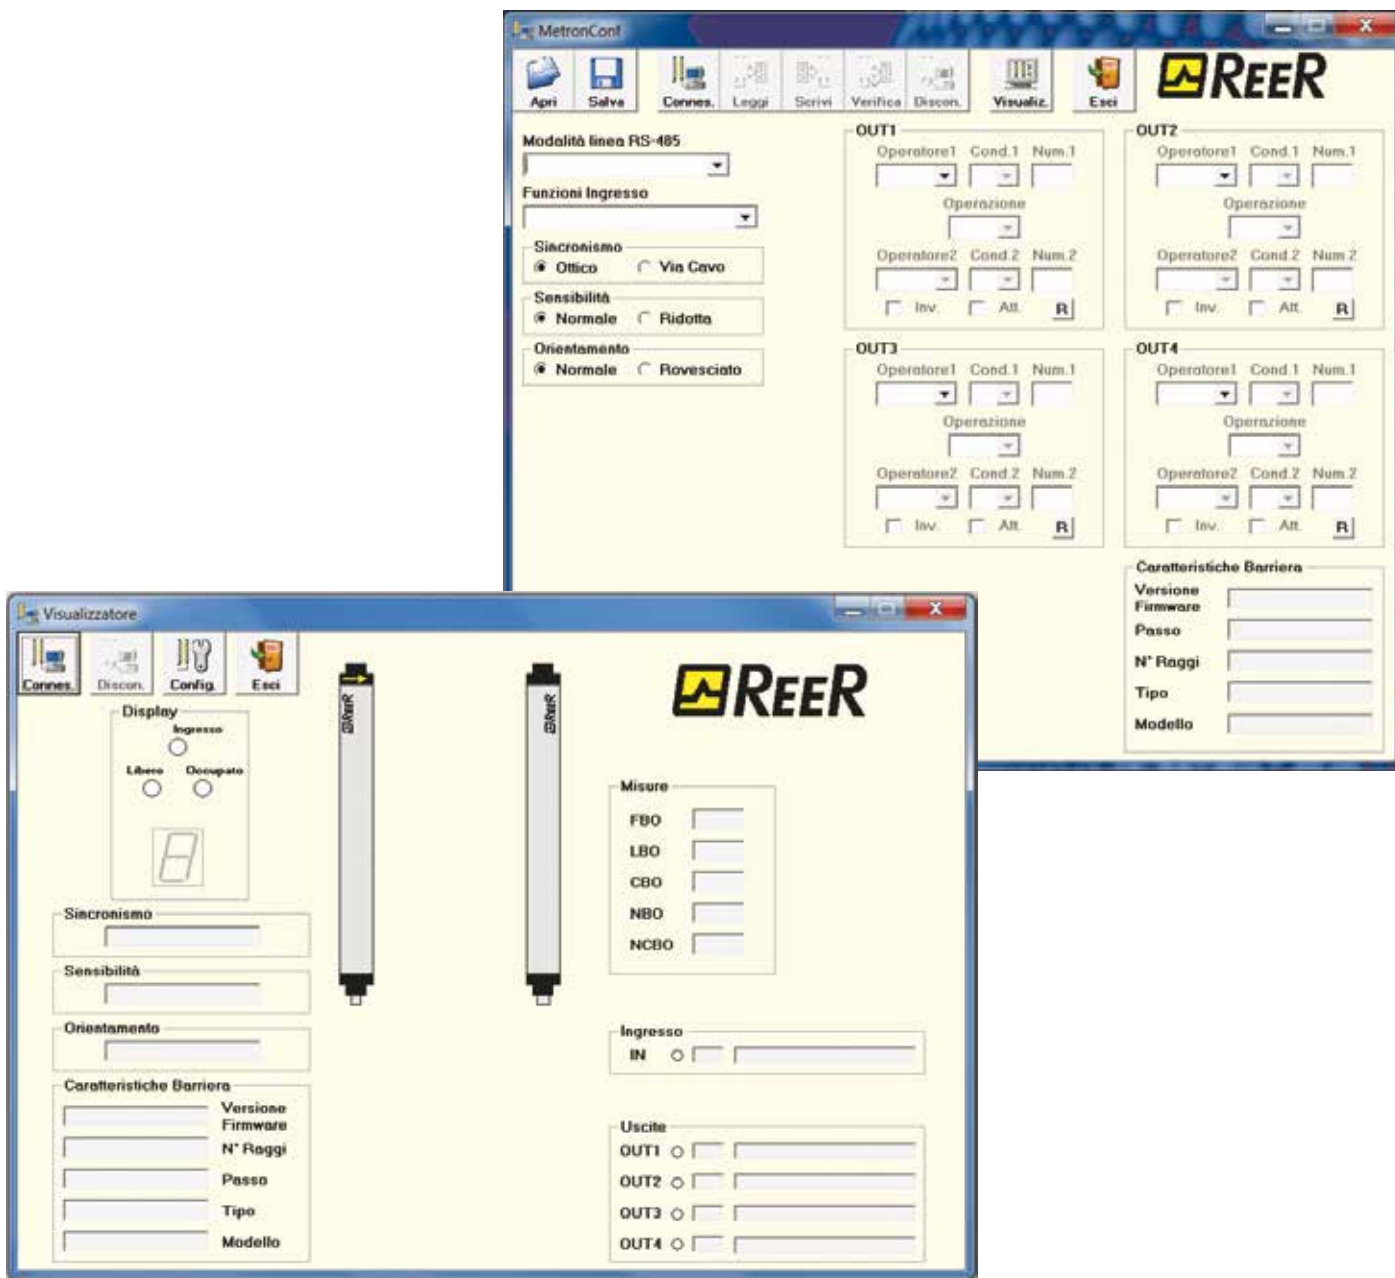 MetronConf
Apri Salva Connes. Leggi Scrivi Verifica Discon. Visualiz. Esci
REER
Modalità linea RS-485
Funzioni Ingresso
Sincronismo
Ottico Via Cavo
Sensibilità
Normale Ridotta
Orientamento
Normale Rovesciato
OUT1
Operatore1 Cond.1 Num.1
Operazione
Operatore2 Cond.2 Num.2
Inv. Att. R
OUT2
Operatore1 Cond.1 Num.1
Operazione
Operatore2 Cond.2 Num.2
Inv. Att. R
OUT3
Operatore1 Cond.1 Num.1
Operazione
Operatore2 Cond.2 Num.2
Inv. Att. R
OUT4
Operatore1 Cond.1 Num.1
Operazione
Operatore2 Cond.2 Num.2
Inv. Att. R
Caratteristiche Barriera
Versione
Firmware
Passo
N° Raggi
Tipo
Modello
Visualizzatore
Connes. Discon. Config. Esci
Display
Ingresso
Libero Occupato
REER
REER
REER
Sincronismo
Sensibilità
Orientamento
Caratteristiche Barriera
Versione
Firmware
N° Raggi
Passo
Tipo
Modello
Misure
FBO
LBO
CBO
NBO
NCBO
Ingresso
IN
Uscite
OUT1
OUT2
OUT3
OUT4